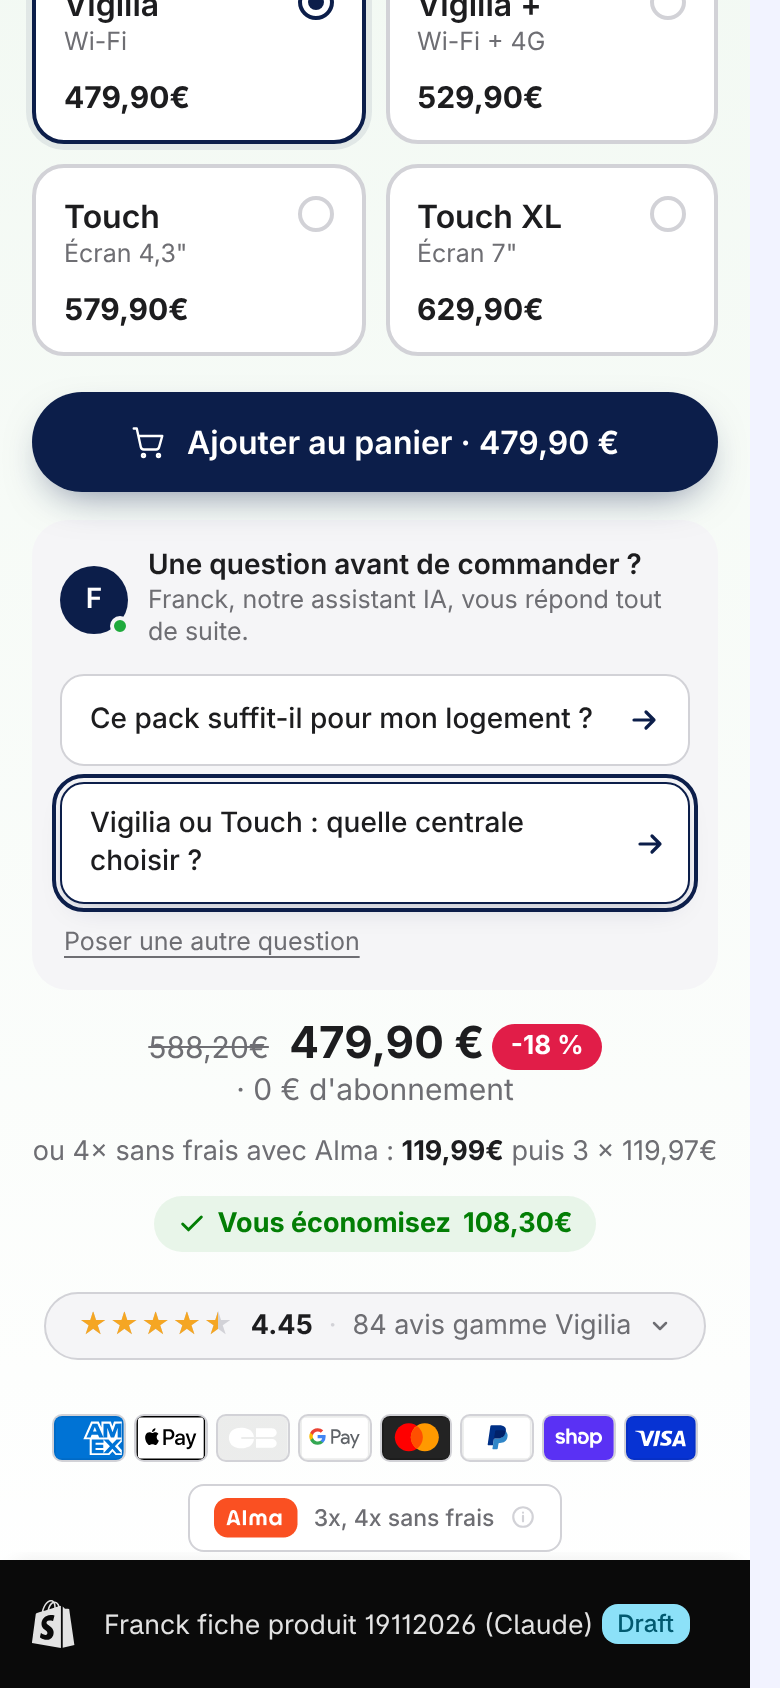 Vigilia
Wi-Fi
479,90€
Vigilia +
Wi-Fi + 4G
529,90€
Touch
Écran 4,3"
579,90€
Touch XL
Écran 7"
629,90€
Ajouter au panier · 479,90 €
F
Une question avant de commander ?
Franck, notre assistant IA, vous répond tout
de suite.
Ce pack suffit-il pour mon logement ?
Vigilia ou Touch : quelle centrale
choisir ?
Poser une autre question
588,20€ 479,90 € -18 %
· 0 € d'abonnement
ou 4× sans frais avec Alma : 119,99€ puis 3 × 119,97€
Vous économisez 108,30€
4.45 · 84 avis gamme Vigilia
AMEX Pay CB G Pay shop VISA
Alma 3x, 4x sans frais
Franck fiche produit 19112026 (Claude) Draft